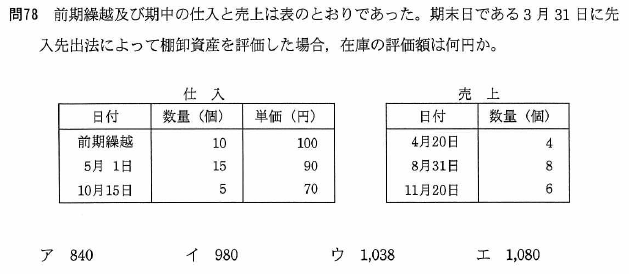 問78 前期繰越及び期中の仕入と売上は表のとおりであった。期末日である3月31日に先
入先出法によって棚卸資産を評価した場合，在庫の評価額は何円か。
仕 入
日付 数量（個） 単価（円）
前期繰越 10 100
5月 1日 15 90
10月15日 5 70
売 上
日付 数量（個）
4月20日 4
8月31日 8
11月20日 6
ア 840 イ 980 ウ 1,038 エ 1,080